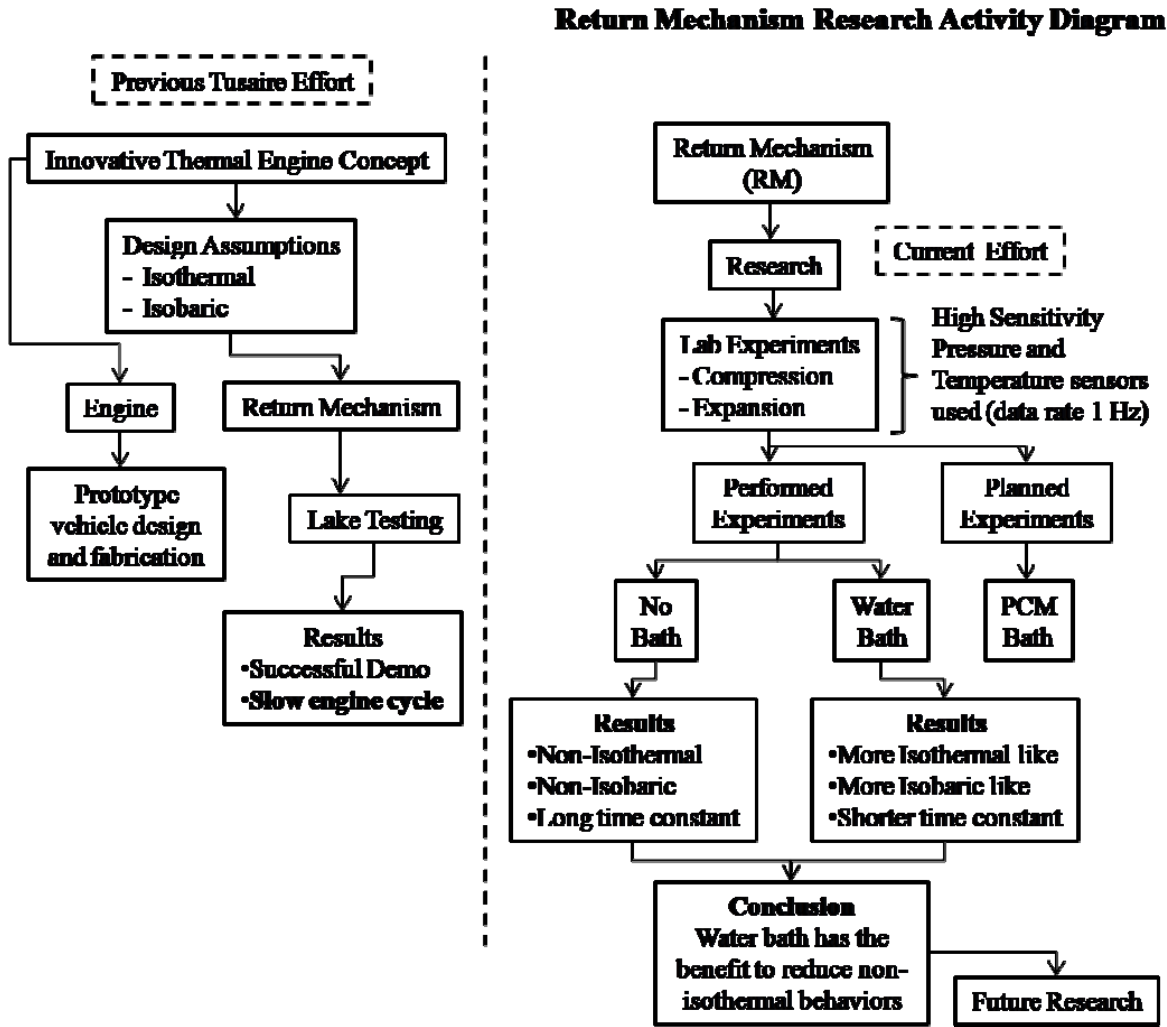 Return Mechanism Research Activity Diagram
Previous Tusaire Effort
Innovative Thermal Engine Concept
Design Assumptions
- Isothermal
- Isobaric
Engine
Return Mechanism
Prototype
vehicle design
and fabrication
Lake Testing
Results
•Successful Demo
•Slow engine cycle
Return Mechanism
(RM)
Research
Current Effort
Lab Experiments
- Compression
- Expansion
High Sensitivity
Pressure and
Temperature sensors
used (data rate 1 Hz)
Performed
Experiments
Planned
Experiments
No
Bath
Water
Bath
PCM
Bath
Results
•Non-Isothermal
•Non-Isobaric
•Long time constant
Results
•More Isothermal like
•More Isobaric like
•Shorter time constant
Conclusion
Water bath has the
benefit to reduce non-
isothermal behaviors
Future Research